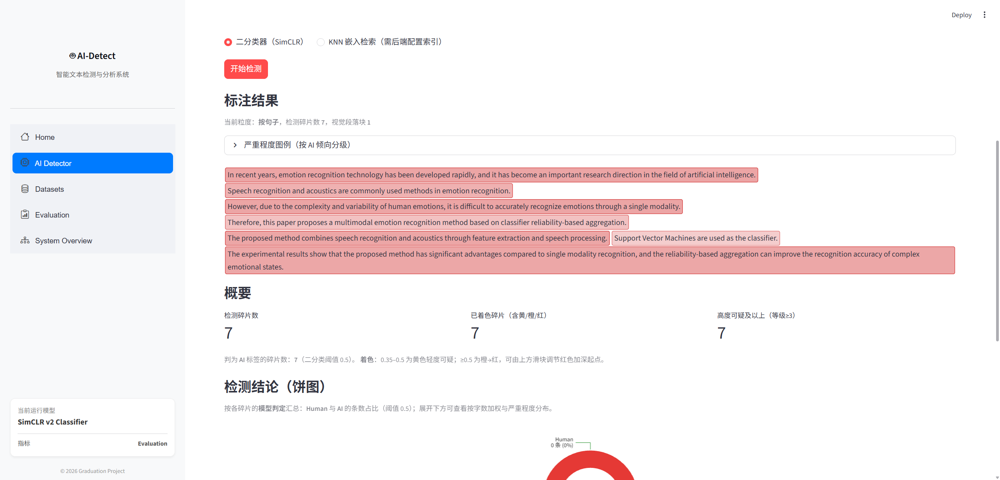 Deploy
AI-Detect
智能文本检测与分析系统
Home
AI Detector
Datasets
Evaluation
System Overview
当前运行模型
SimCLR v2 Classifier
指标 Evaluation
© 2026 Graduation Project
二分类器（SimCLR） KNN 嵌入检索（需后端配置索引）
开始检测
标注结果
当前粒度：按句子，检测碎片数 7，视觉段落块 1
严重程度图例（按 AI 倾向分级）
In recent years, emotion recognition technology has been developed rapidly, and it has become an important research direction in the field of artificial intelligence.
Speech recognition and acoustics are commonly used methods in emotion recognition.
However, due to the complexity and variability of human emotions, it is difficult to accurately recognize emotions through a single modality.
Therefore, this paper proposes a multimodal emotion recognition method based on classifier reliability-based aggregation.
The proposed method combines speech recognition and acoustics through feature extraction and speech processing. Support Vector Machines are used as the classifier.
The experimental results show that the proposed method has significant advantages compared to single modality recognition, and the reliability-based aggregation can improve the recognition accuracy of complex
emotional states.
概要
检测碎片数 已着色碎片（含黄/橙/红） 高度可疑及以上（等级≥3）
7 7 7
判为 AI 标签的碎片数：7（二分类阈值 0.5）。 着色：0.35–0.5 为黄色轻度可疑；≥0.5 为橙→红，可由上方滑块调节红色加深起点。
检测结论（饼图）
按各碎片的模型判定汇总：Human 与 AI 的条数占比（阈值 0.5）；展开下方可查看按字数加权与严重程度分布。
Human
0 条 (0%)